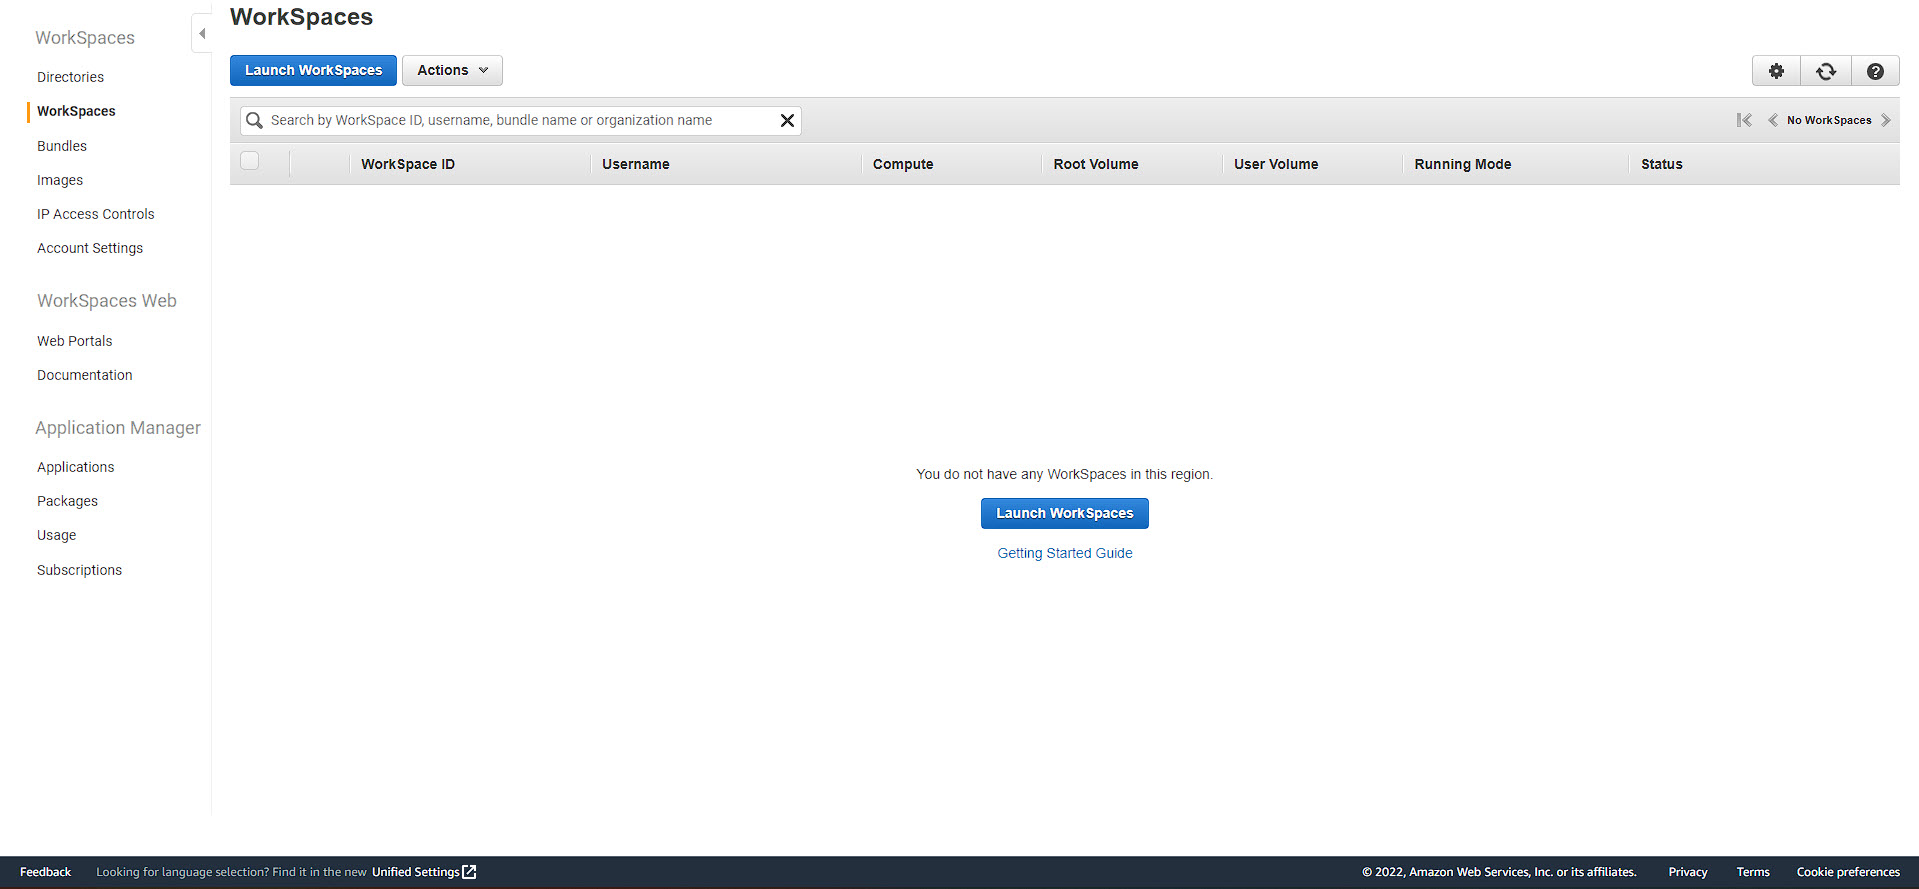 WorkSpaces
Directories
WorkSpaces
Bundles
Images
IP Access Controls
Account Settings
WorkSpaces Web
Web Portals
Documentation
Application Manager
Applications
Packages
Usage
Subscriptions
WorkSpaces
Launch WorkSpaces
Actions
Search by WorkSpace ID, username, bundle name or organization name
No WorkSpaces
WorkSpace ID Username Compute Root Volume User Volume Running Mode Status
You do not have any WorkSpaces in this region.
Launch WorkSpaces
Getting Started Guide
Feedback Looking for language selection? Find it in the new Unified Settings © 2022, Amazon Web Services, Inc. or its affiliates. Privacy Terms Cookie preferences